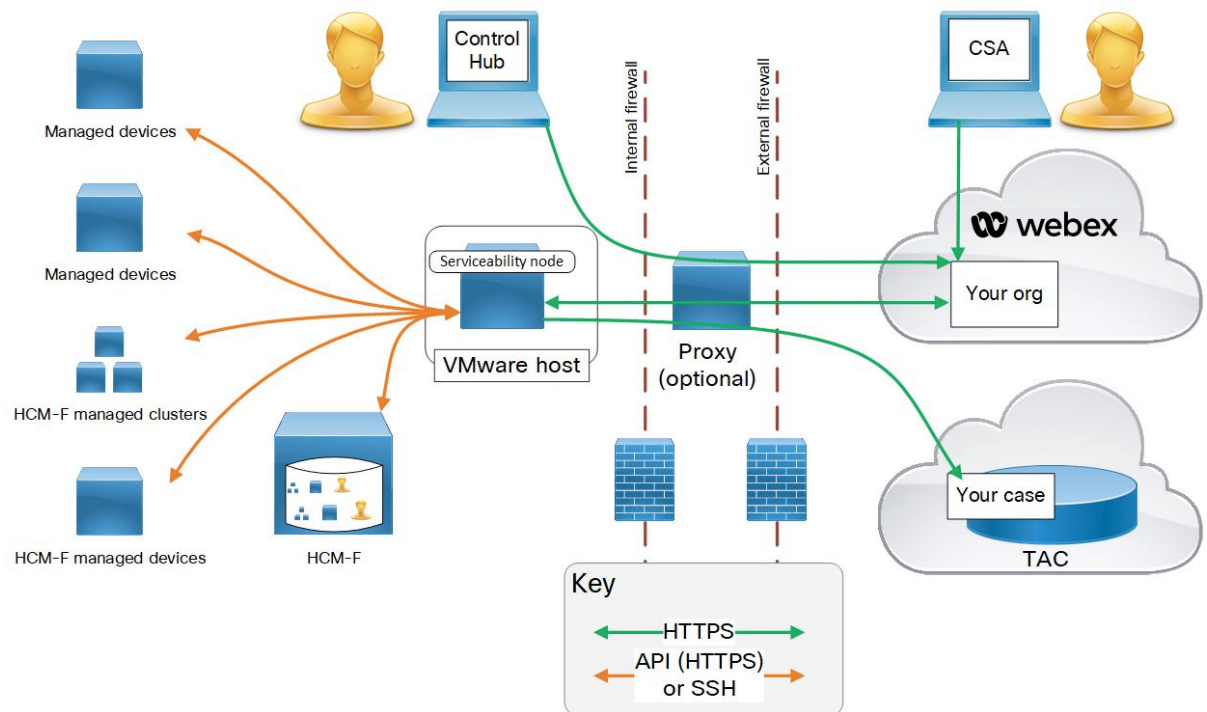 Control
Hub
CSA
Managed devices
Internal firewall
External firewall
webex
Managed devices
Serviceability node
Your org
VMware host
Proxy
(optional)
HCM-F managed clusters
Your case
HCM-F managed devices
HCM-F
TAC
Key
HTTPS
API (HTTPS)
or SSH